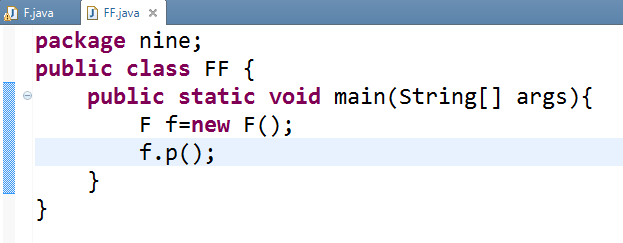 F.java FF.java
package nine;
public class FF {
public static void main(String[] args){
F f=new F();
f.p();
}
}